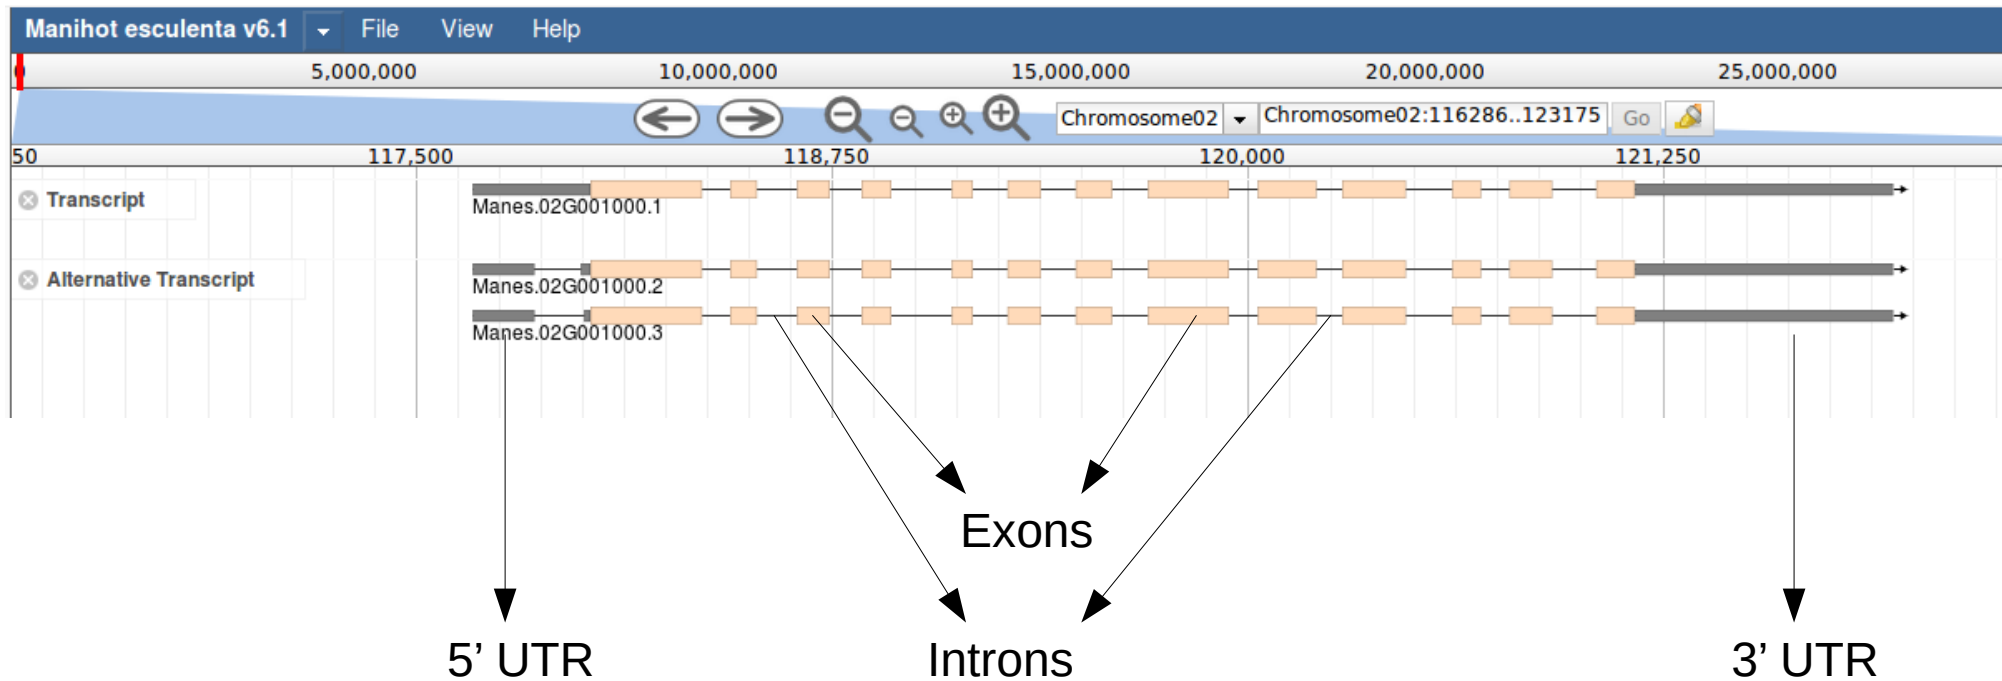 Manihot esculenta v6.1 File View Help
0 5,000,000 10,000,000 15,000,000 20,000,000 25,000,000
Chromosome02 Chromosome02:116286..123175 Go
50 117,500 118,750 120,000 121,250
Transcript
Manes.02G001000.1
Alternative Transcript
Manes.02G001000.2
Manes.02G001000.3
Exons
5’ UTR Introns 3’ UTR